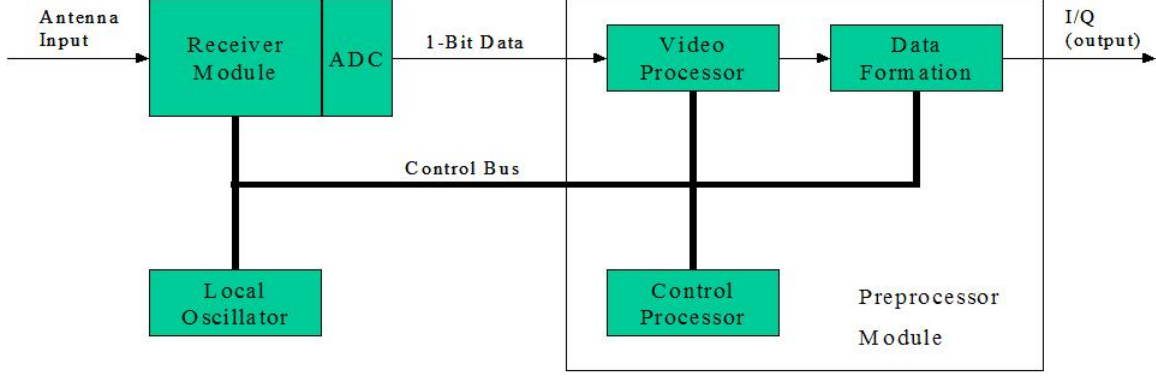 Antenna
Input
Receiver
Module
ADC
1-Bit Data
Video
Processor
Data
Formation
I/Q
(output)
Control Bus
Local
Oscillator
Control
Processor
Preprocessor
Module